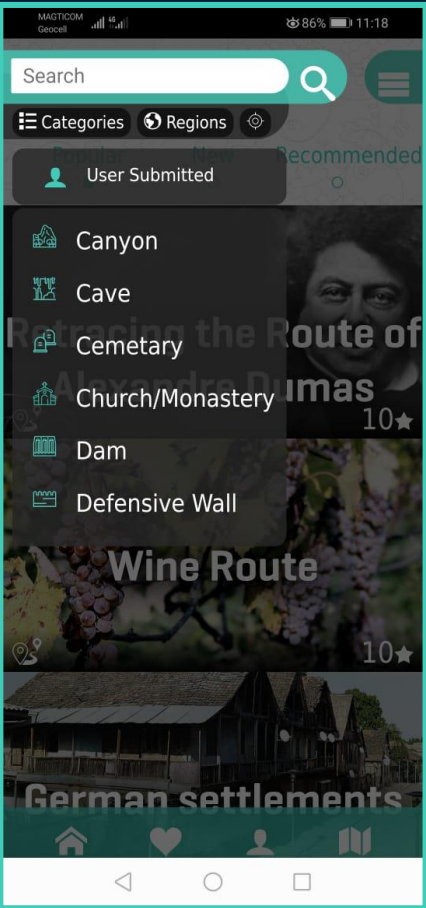 MAGTICOM
Geocell
4G
86%
11:18
Search
Categories
Regions
Popular
New
Recommended
User Submitted
Canyon
Cave
Cemetary
Church/Monastery
Dam
Defensive Wall
Retracing the Route of
Alexandre Dumas
10
Wine Route
10
German settlements